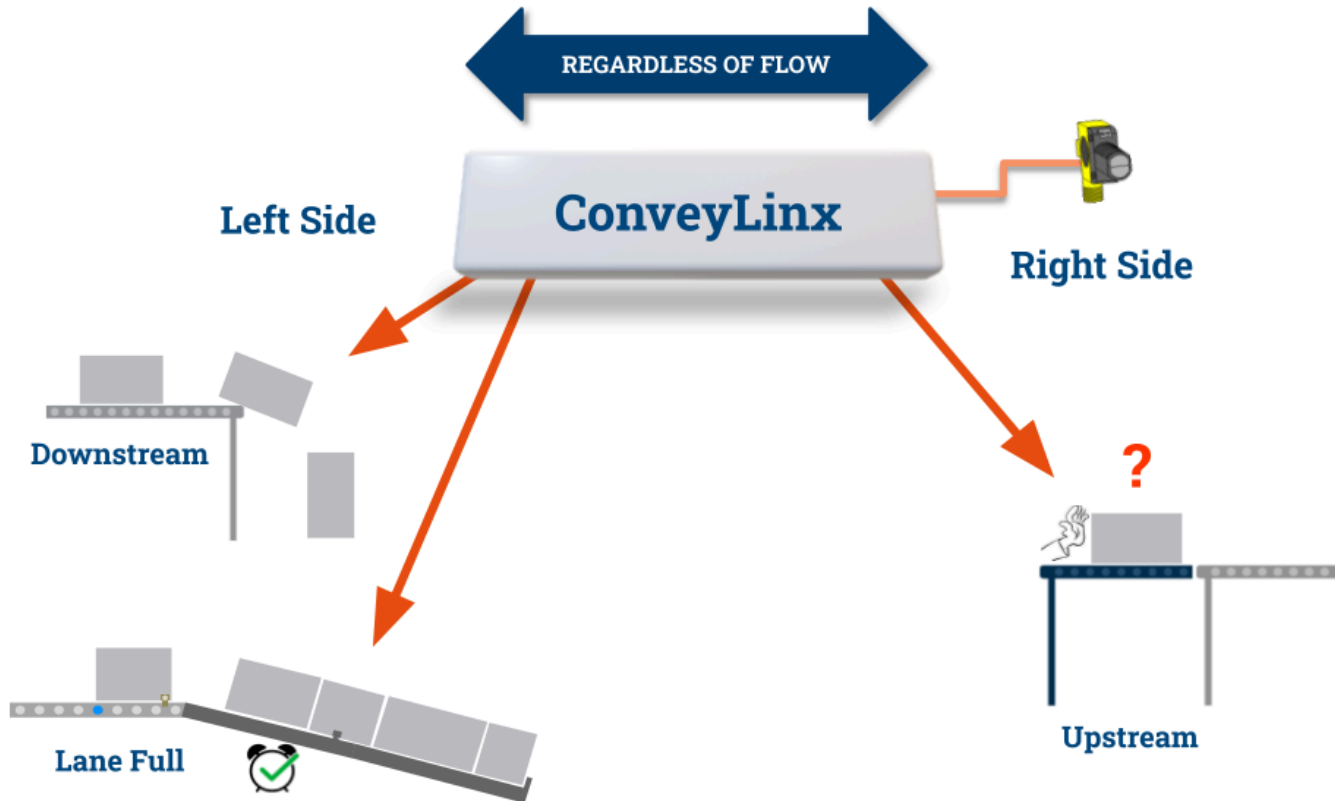 REGARDLESS OF FLOW
ConveyLinx
Left Side
Right Side
Downstream
?
Upstream
Lane Full